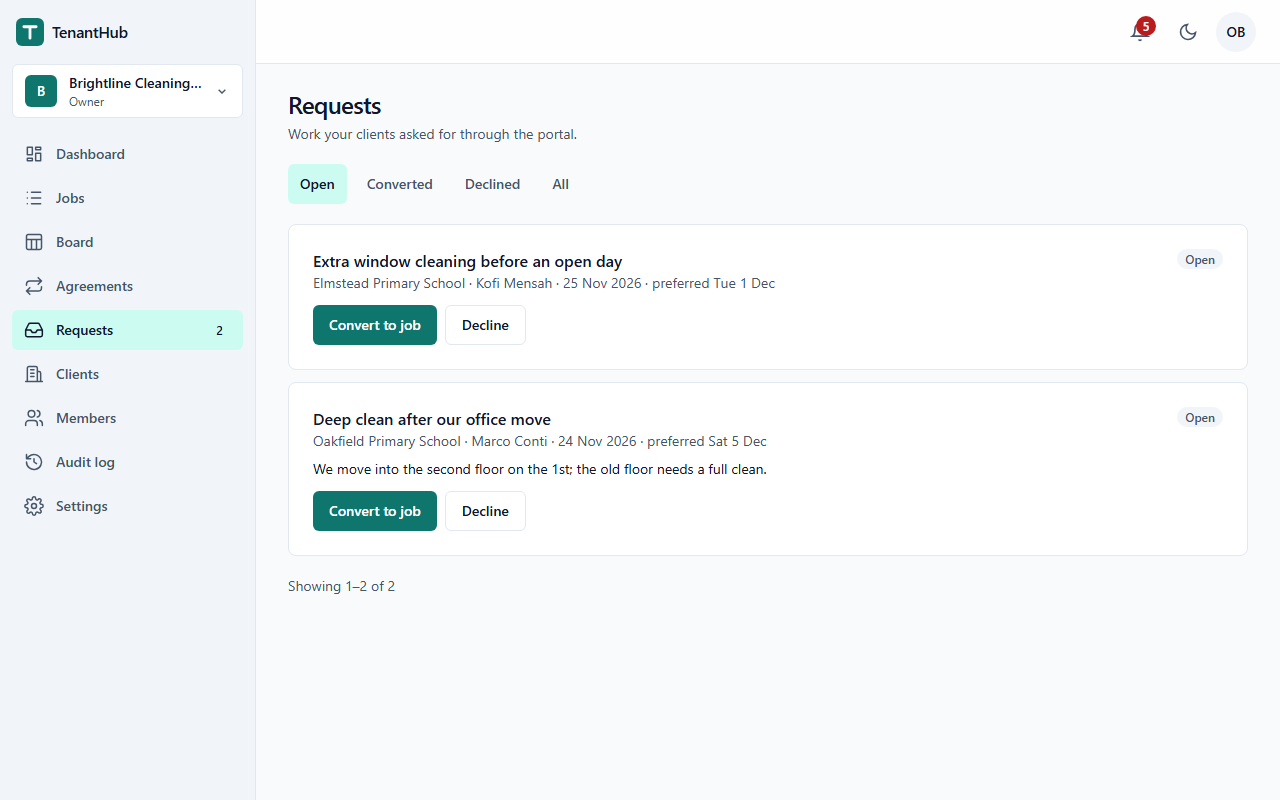 TenantHub
B
Brightline Cleaning...
Owner
Dashboard
Jobs
Board
Agreements
Requests 2
Clients
Members
Audit log
Settings
5
OB
Requests
Work your clients asked for through the portal.
Open Converted Declined All
Extra window cleaning before an open day Open
Elmstead Primary School · Kofi Mensah · 25 Nov 2026 · preferred Tue 1 Dec
Convert to job Decline
Deep clean after our office move Open
Oakfield Primary School · Marco Conti · 24 Nov 2026 · preferred Sat 5 Dec
We move into the second floor on the 1st; the old floor needs a full clean.
Convert to job Decline
Showing 1–2 of 2